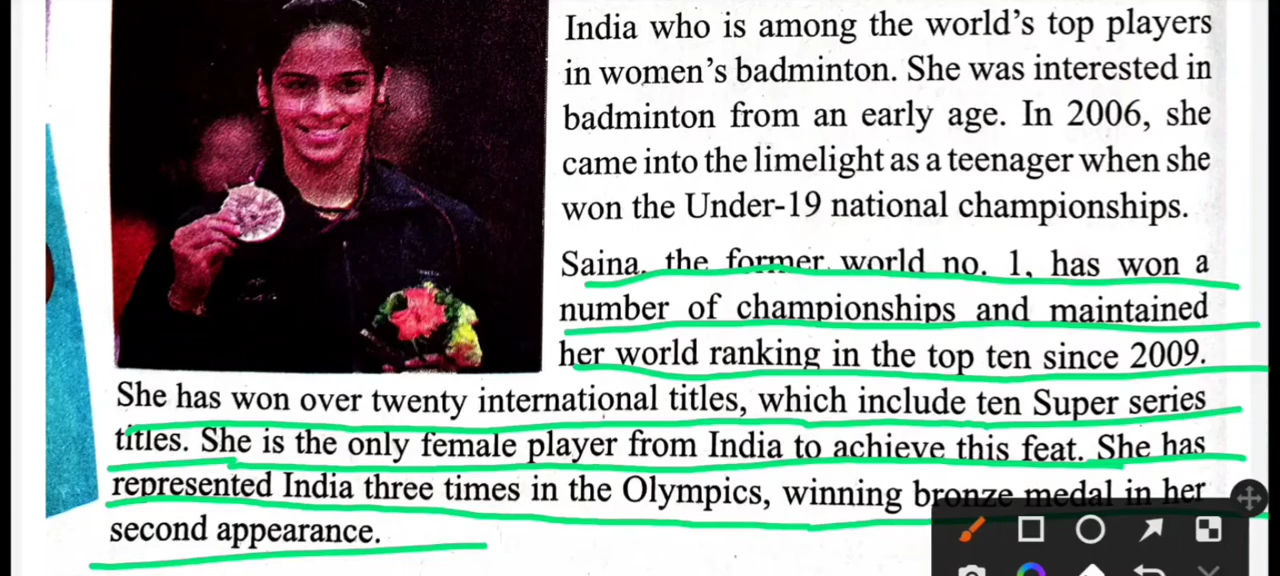 India who is among the world's top players
in women's badminton. She was interested in
badminton from an early age. In 2006, she
came into the limelight as a teenager when she
won the Under-19 national championships.
Saina, the former world no. 1, has won a
number of championships and maintained
her world ranking in the top ten since 2009.
She has won over twenty international titles, which include ten Super series
titles. She is the only female player from India to achieve this feat. She has
represented India three times in the Olympics, winning bronze medal in her
second appearance.